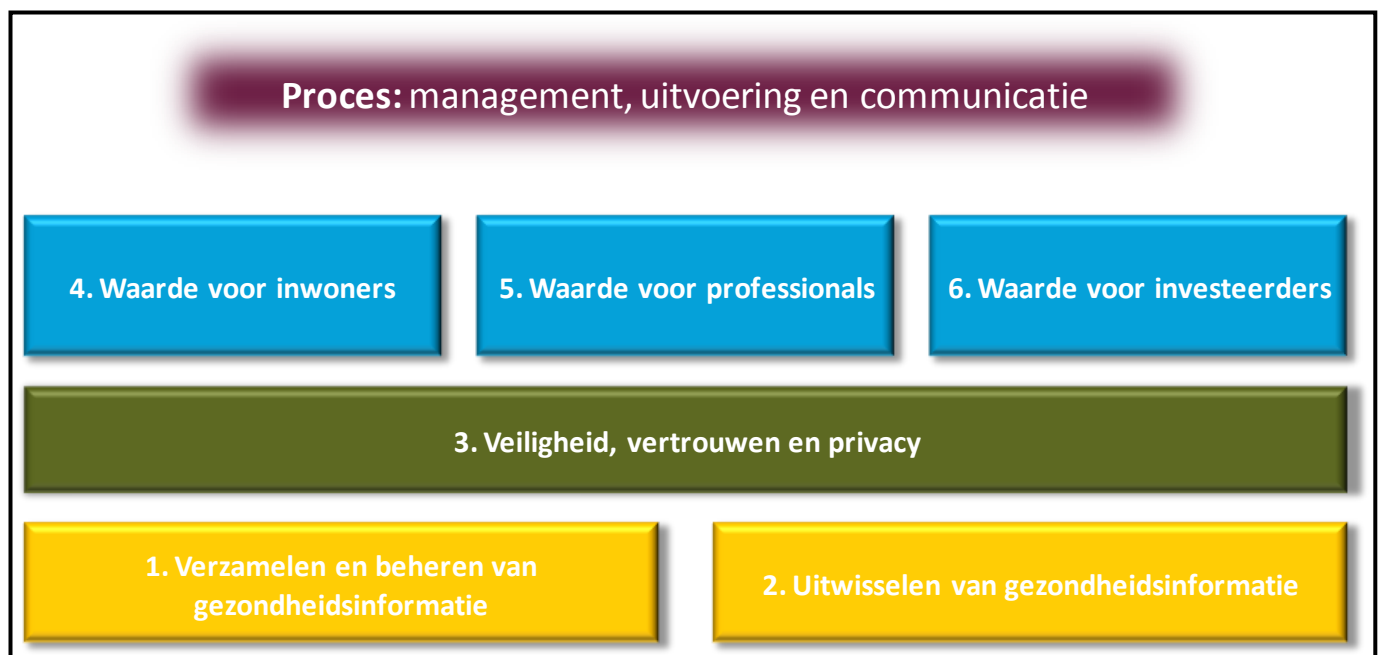 Proces: management, uitvoering en communicatie
4. Waarde voor inwoners
5. Waarde voor professionals
6. Waarde voor investeerders
3. Veiligheid, vertrouwen en privacy
1. Verzamelen en beheren van
gezondheidsinformatie
2. Uitwisselen van gezondheidsinformatie